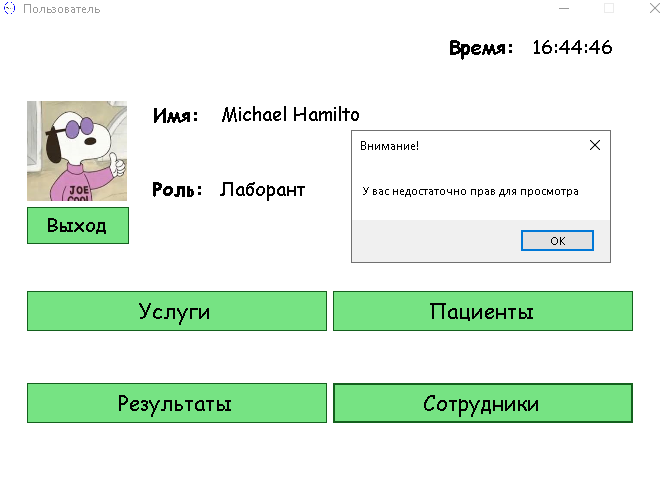 Пользователь
Время: 16:44:46
Имя: Michael Hamilto
Внимание!
У вас недостаточно прав для просмотра
OK
Роль: Лаборант
JOE
COOL
Выход
Услуги
Пациенты
Результаты
Сотрудники